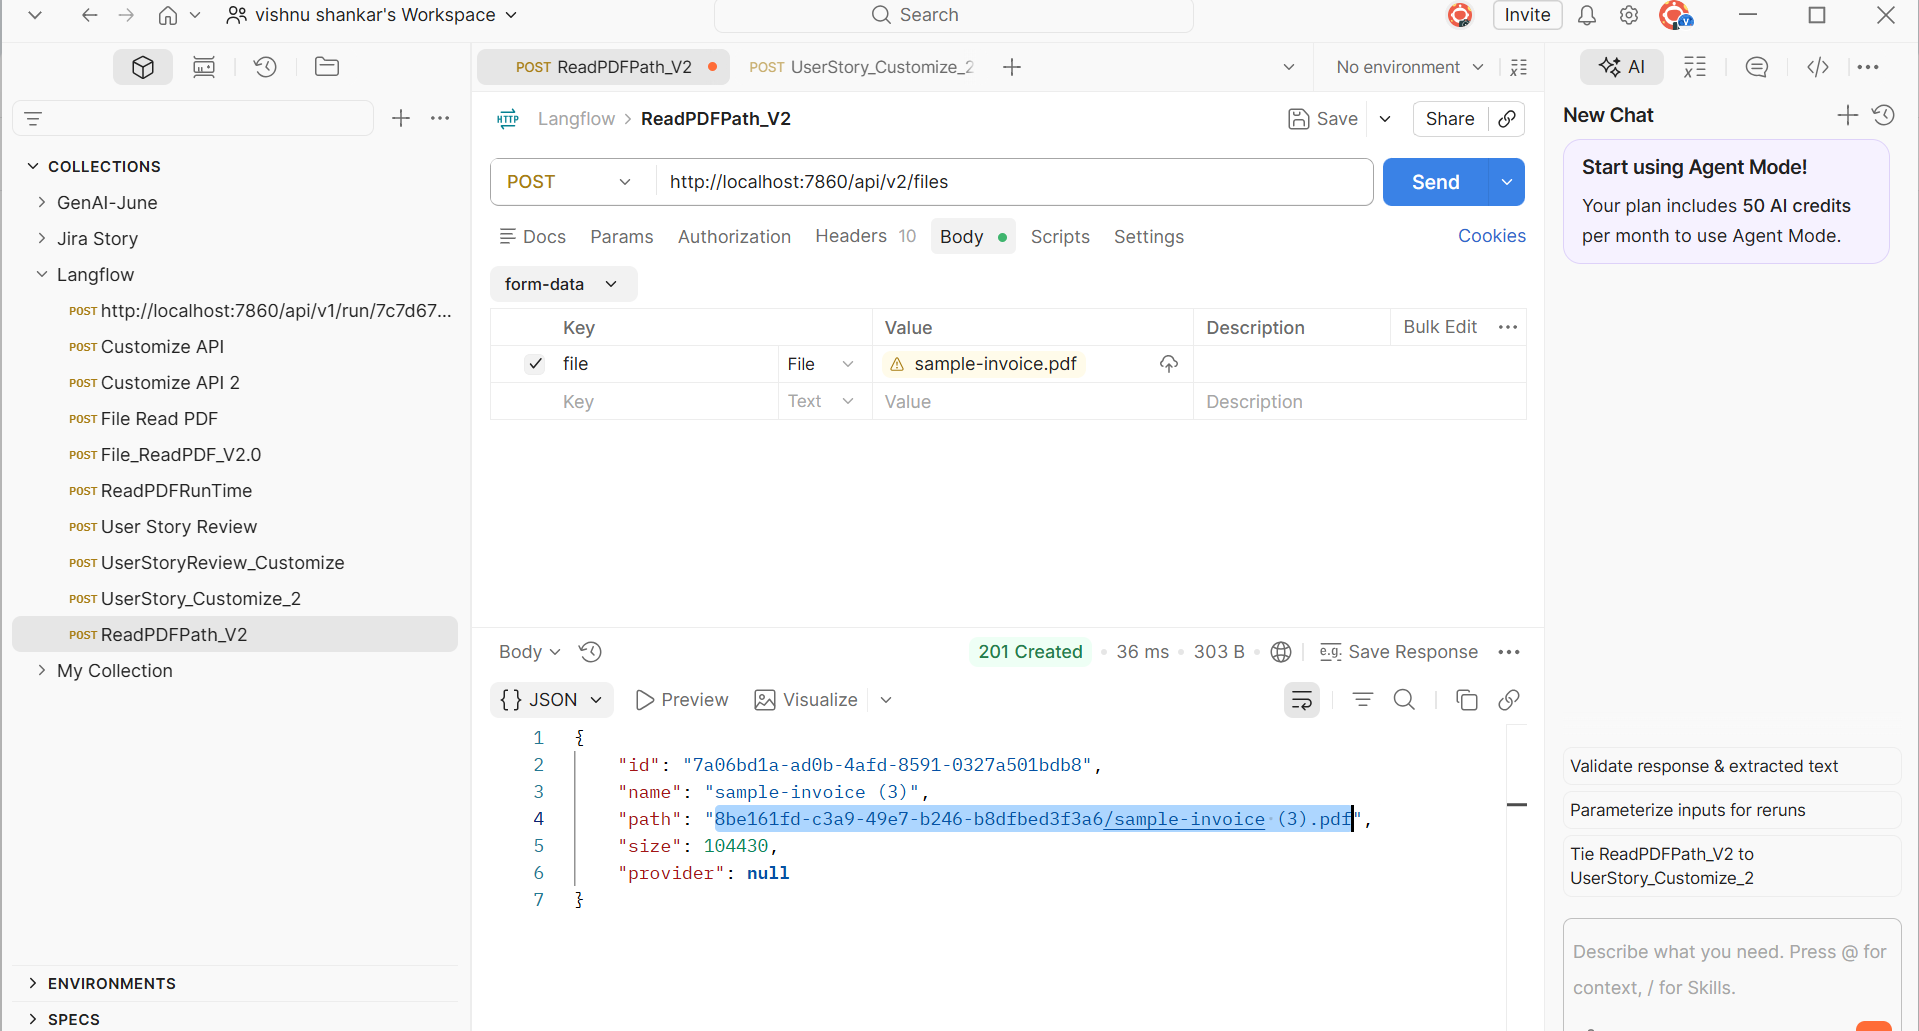 vishnu shankar's Workspace
Search
Invite
POST ReadPDFPath_V2
POST UserStory_Customize_2
No environment
AI
COLLECTIONS
GenAI-June
Jira Story
Langflow
POST http://localhost:7860/api/v1/run/7c7d67...
POST Customize API
POST Customize API 2
POST File Read PDF
POST File_ReadPDF_V2.0
POST ReadPDFRunTime
POST User Story Review
POST UserStoryReview_Customize
POST UserStory_Customize_2
POST ReadPDFPath_V2
My Collection
ENVIRONMENTS
SPECS
HTTP Langflow > ReadPDFPath_V2
Save
Share
POST http://localhost:7860/api/v2/files
Send
Docs Params Authorization Headers 10 Body Scripts Settings Cookies
form-data
Key Value Description Bulk Edit
file File sample-invoice.pdf
Key Text Value Description
Body 201 Created 36 ms 303 B e.g. Save Response
{} JSON Preview Visualize
1 {
2 "id": "7a06bd1a-ad0b-4afd-8591-0327a501bdb8",
3 "name": "sample-invoice (3)",
4 "path": "8be161fd-c3a9-49e7-b246-b8dfbed3f3a6/sample-invoice (3).pdf",
5 "size": 104430,
6 "provider": null
7 }
New Chat
Start using Agent Mode!
Your plan includes 50 AI credits
per month to use Agent Mode.
Validate response & extracted text
Parameterize inputs for reruns
Tie ReadPDFPath_V2 to
UserStory_Customize_2
Describe what you need. Press @ for
context, / for Skills.